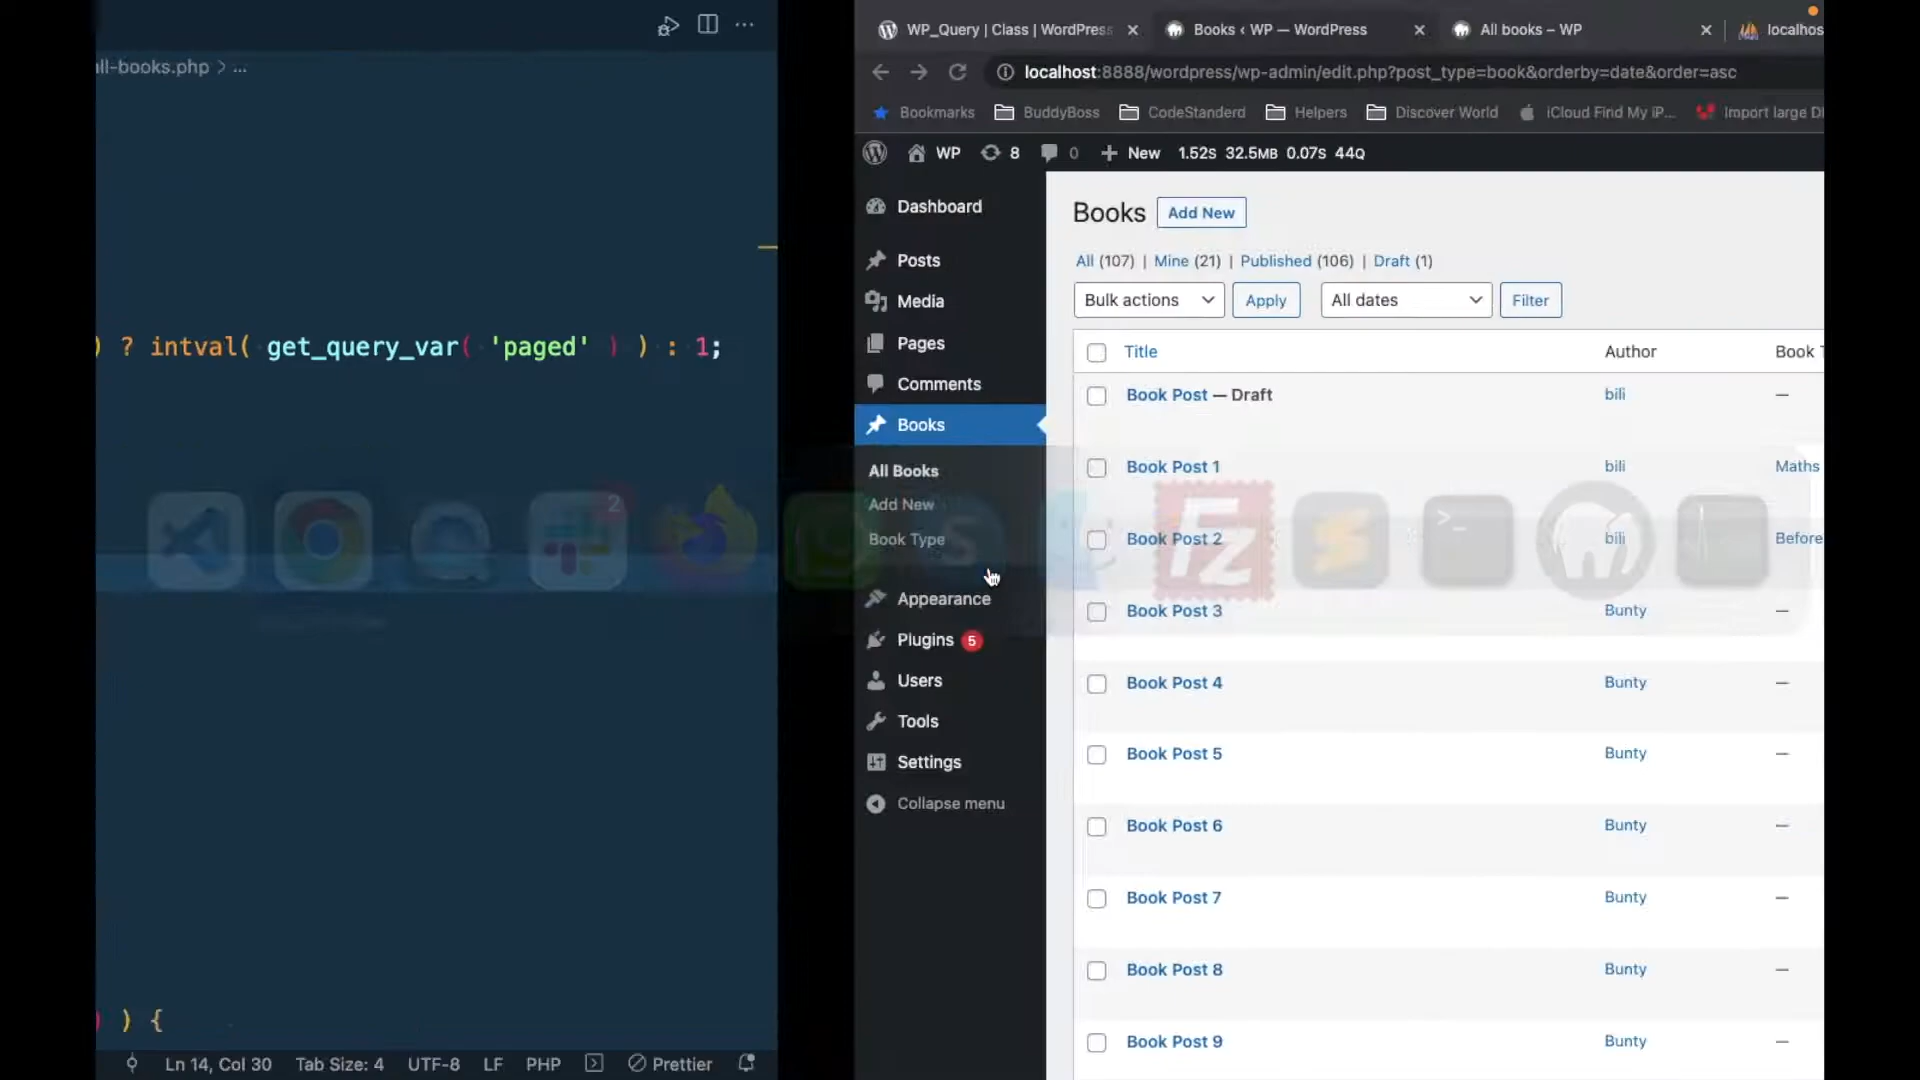 ll-books.php > ...
) ? intval( get_query_var( 'paged' ) ) : 1;
) ) {
Ln 14, Col 30 Tab Size: 4 UTF-8 LF PHP Prettier
WP_Query | Class | WordPress
Books ‹ WP — WordPress
All books – WP
localhos
localhost:8888/wordpress/wp-admin/edit.php?post_type=book&orderby=date&order=asc
Bookmarks BuddyBoss CodeStanderd Helpers Discover World iCloud Find My iP... Import large D
WP 8 0 + New 1.52S 32.5MB 0.07S 44Q
Dashboard
Posts
Media
Pages
Comments
Books
All Books
Add New
Book Type
Appearance
Plugins 5
Users
Tools
Settings
Collapse menu
Books Add New
All (107) | Mine (21) | Published (106) | Draft (1)
Bulk actions Apply All dates Filter
Title Author Book T
Book Post — Draft bili —
Book Post 1 bili Maths
Book Post 2 bili Before
Book Post 3 Bunty —
Book Post 4 Bunty —
Book Post 5 Bunty —
Book Post 6 Bunty —
Book Post 7 Bunty —
Book Post 8 Bunty —
Book Post 9 Bunty —
2
Fz
S
>_